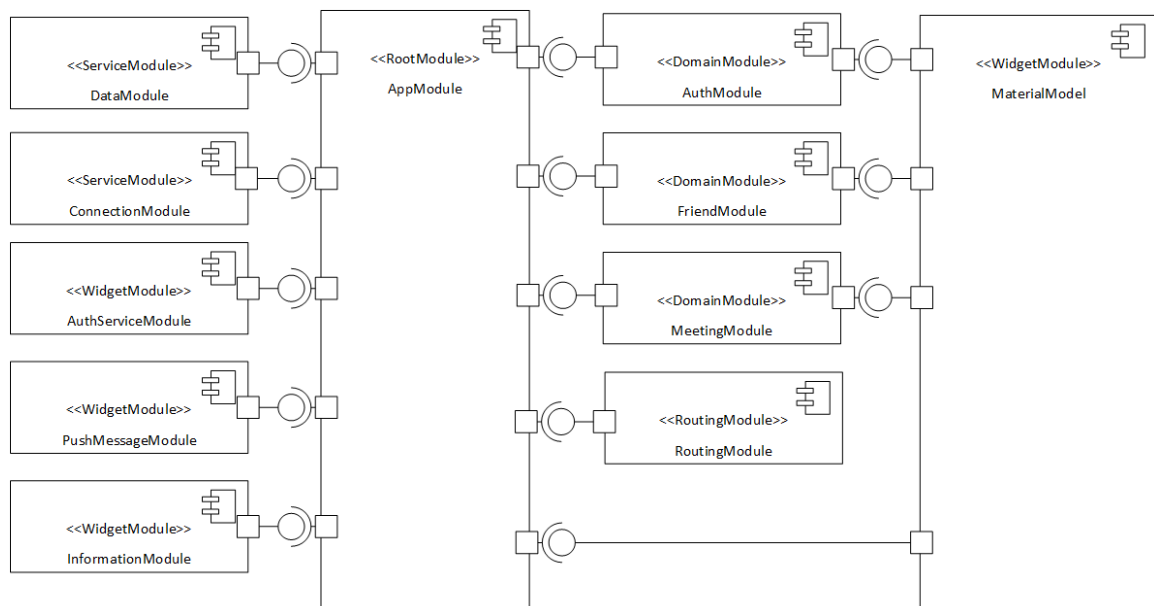 <<ServiceModule>>
DataModule
<<ServiceModule>>
ConnectionModule
<<WidgetModule>>
AuthServiceModule
<<WidgetModule>>
PushMessageModule
<<WidgetModule>>
InformationModule
<<RootModule>>
AppModule
<<DomainModule>>
AuthModule
<<DomainModule>>
FriendModule
<<DomainModule>>
MeetingModule
<<RoutingModule>>
RoutingModule
<<WidgetModule>>
MaterialModel